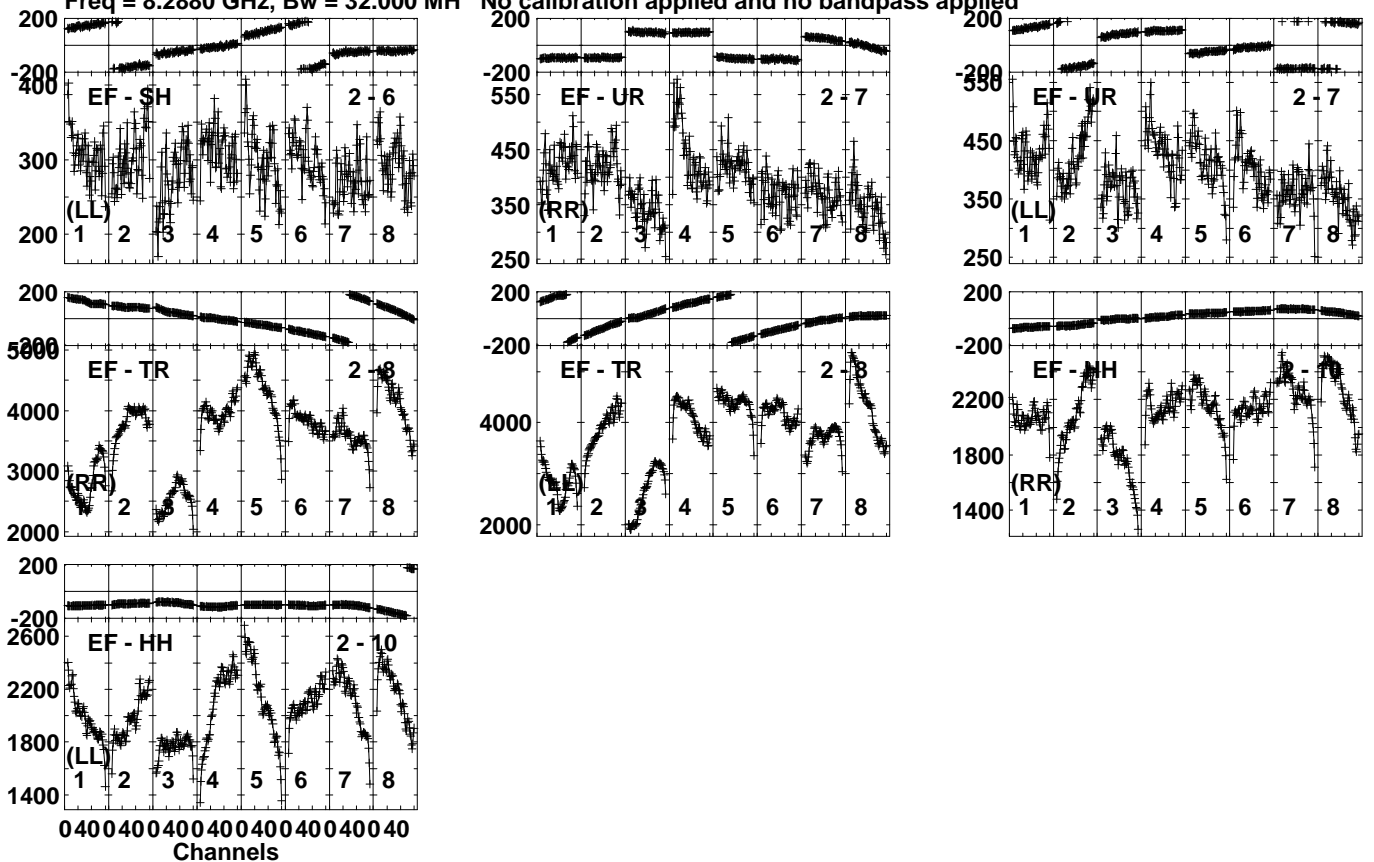 Freq = 8.2880 GHz, Bw = 32.000 MH No calibration applied and no bandpass applied
200
-200
400
300
200
EF - SH
2 - 6
(LL)
1 2 3 4 5 6 7 8
200
-200
550
450
350
250
EF - UR
2 - 7
(RR)
1 2 3 4 5 6 7 8
200
-200
550
450
350
250
EF - UR
2 - 7
(LL)
1 2 3 4 5 6 7 8
200
-200
5000
4000
3000
2000
EF - TR
2 - 8
(RR)
1 2 3 4 5 6 7 8
200
-200
4000
2000
EF - TR
2 - 8
(LL)
1 2 3 4 5 6 7 8
200
-200
2200
1800
1400
EF - HH
2 - 10
(RR)
1 2 3 4 5 6 7 8
200
-200
2600
2200
1800
1400
EF - HH
2 - 10
(LL)
1 2 3 4 5 6 7 8
0 40 0 40 0 40 0 40 0 40 0 40 0 40 0 40
Channels